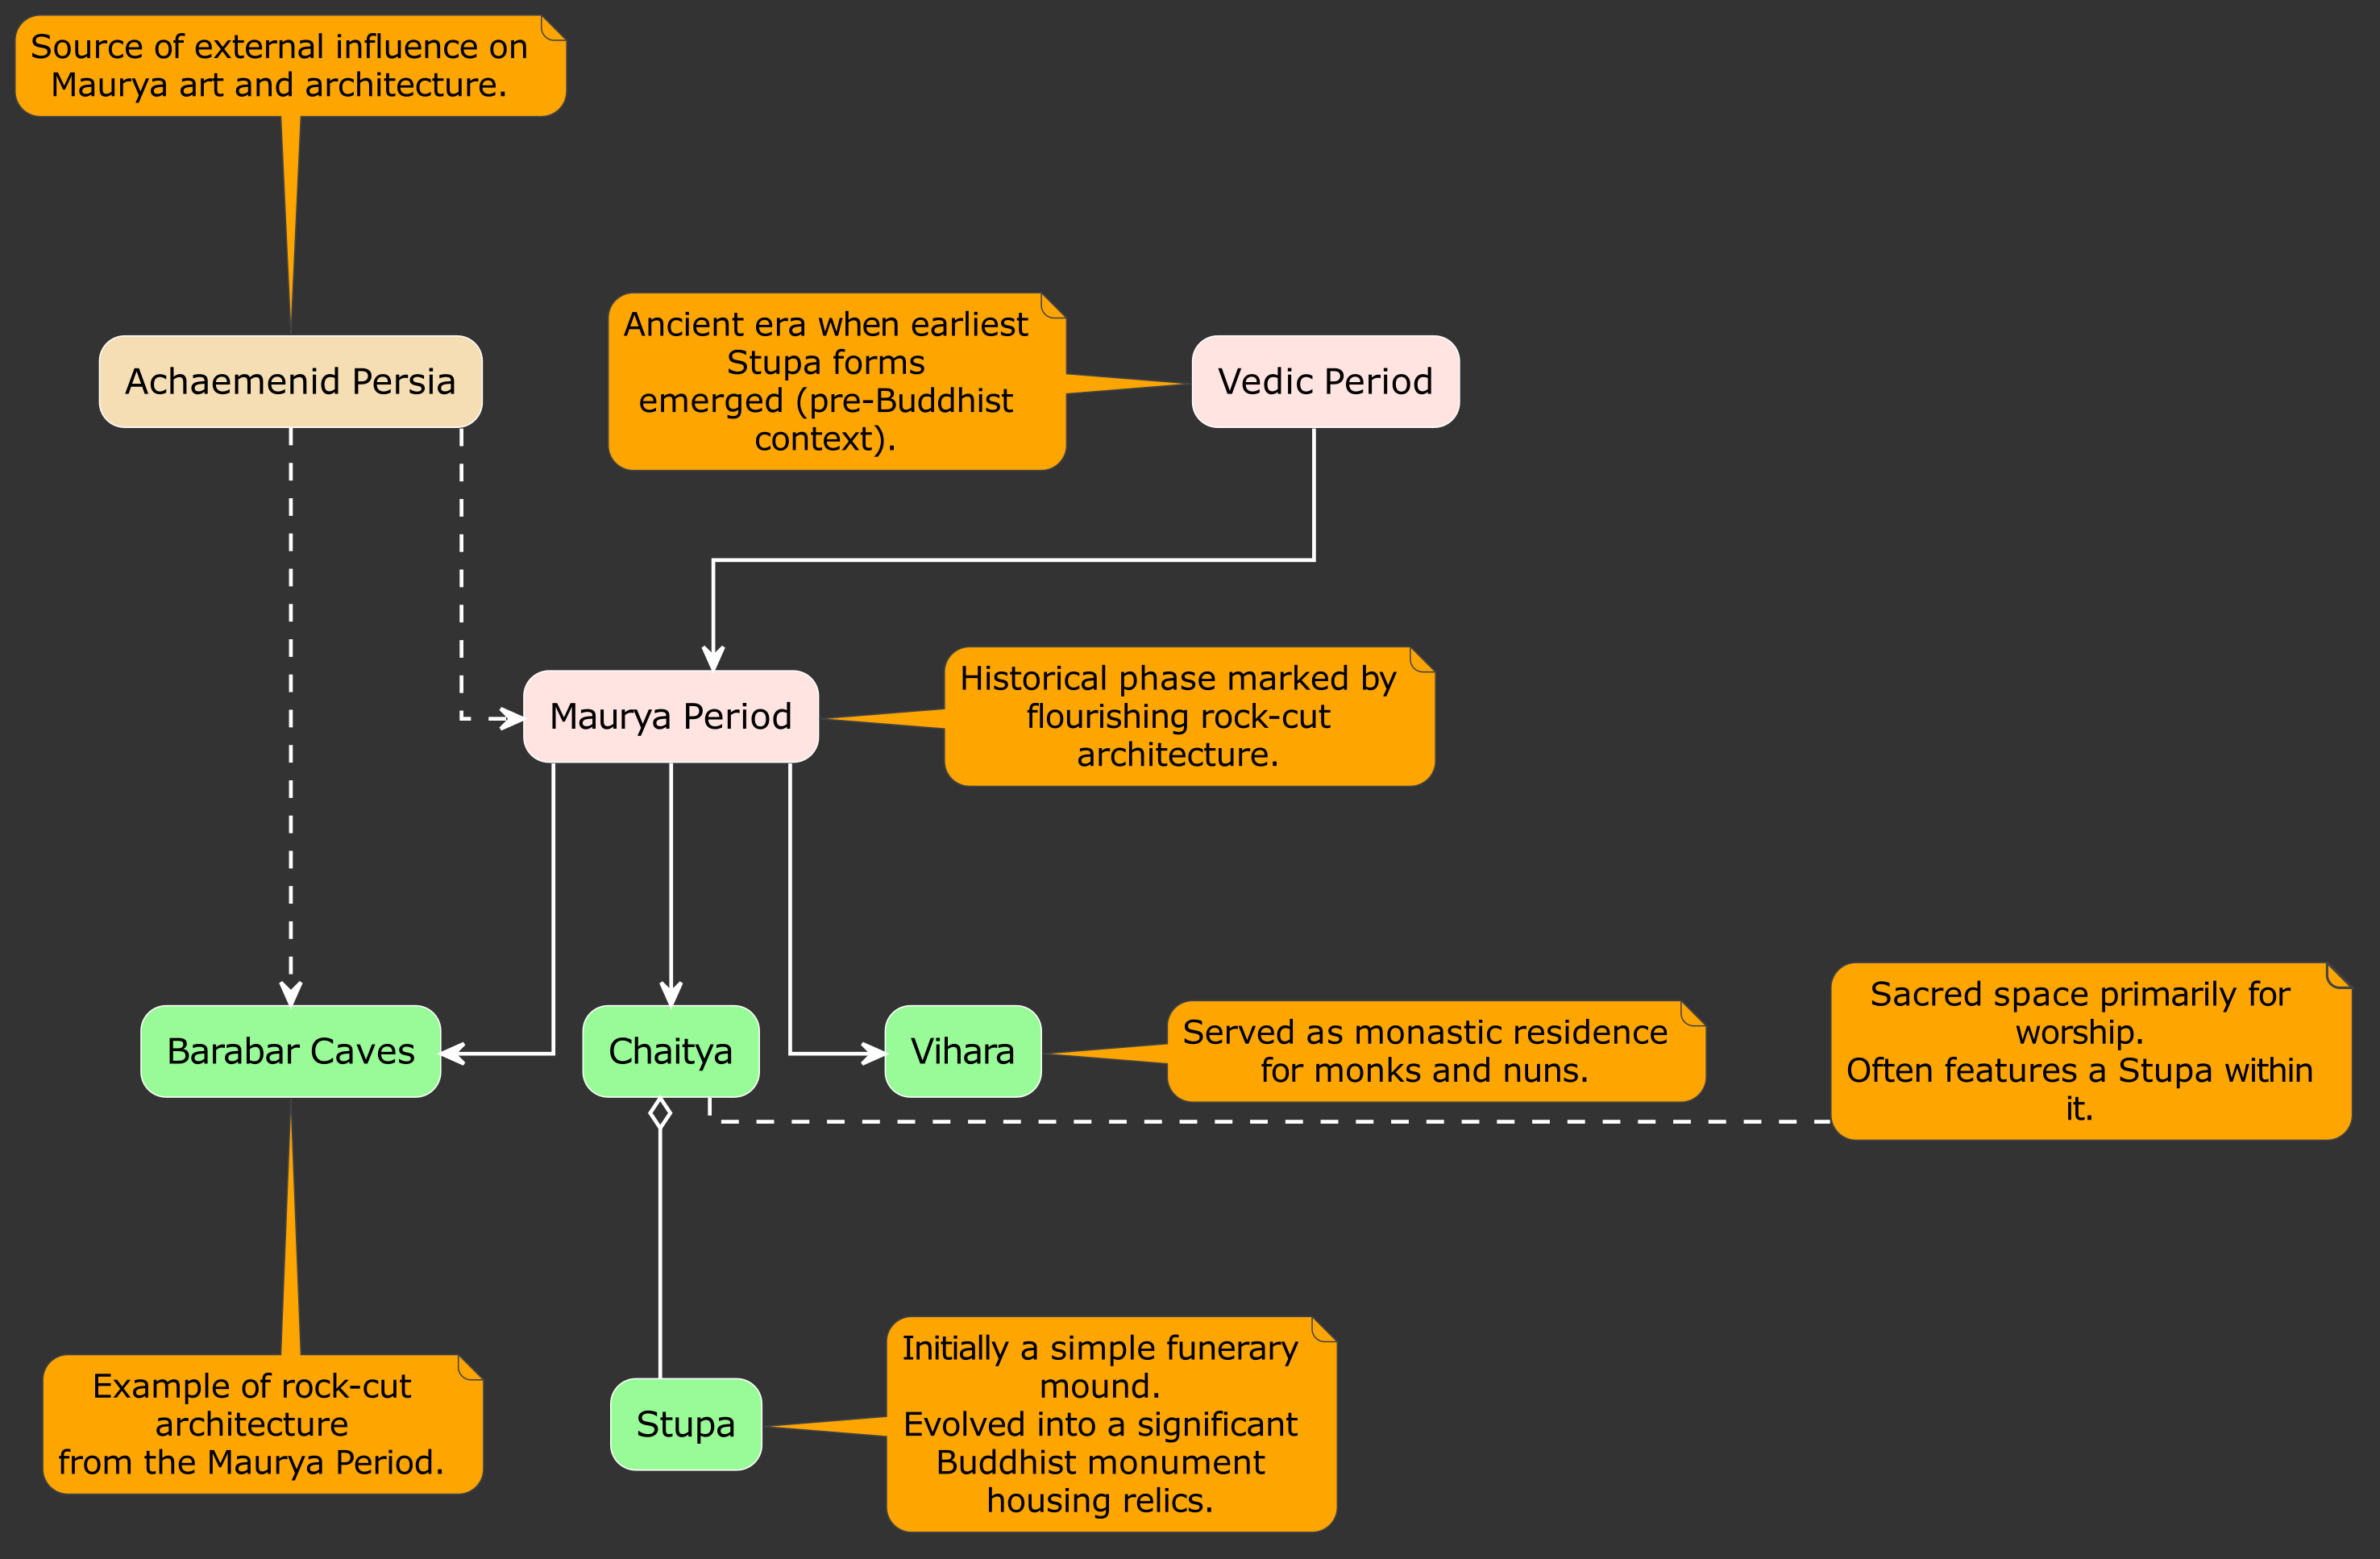 Source of external influence on
Maurya art and architecture.
Achaemenid Persia
Ancient era when earliest
Stupa forms
emerged (pre-Buddhist
context).
Vedic Period
Maurya Period
Historical phase marked by
flourishing rock-cut
architecture.
Barabar Caves
Chaitya
Vihara
Served as monastic residence
for monks and nuns.
Sacred space primarily for
worship.
Often features a Stupa within
it.
Example of rock-cut
architecture
from the Maurya Period.
Stupa
Initially a simple funerary
mound.
Evolved into a significant
Buddhist monument
housing relics.